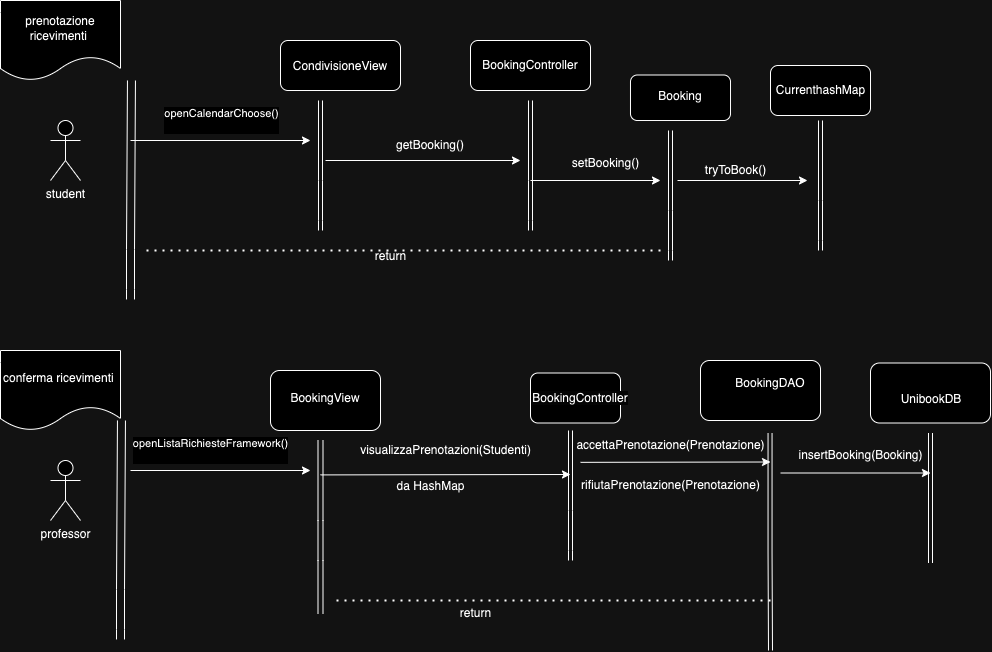 prenotazione
ricevimenti
CondivisioneView
BookingController
Booking
CurrenthashMap
openCalendarChoose()
getBooking()
setBooking()
tryToBook()
student
return
conferma ricevimenti
BookingView
BookingController
BookingDAO
UnibookDB
openListaRichiesteFramework()
visualizzaPrenotazioni(Studenti)
da HashMap
accettaPrenotazione(Prenotazione)
rifiutaPrenotazione(Prenotazione)
insertBooking(Booking)
professor
return